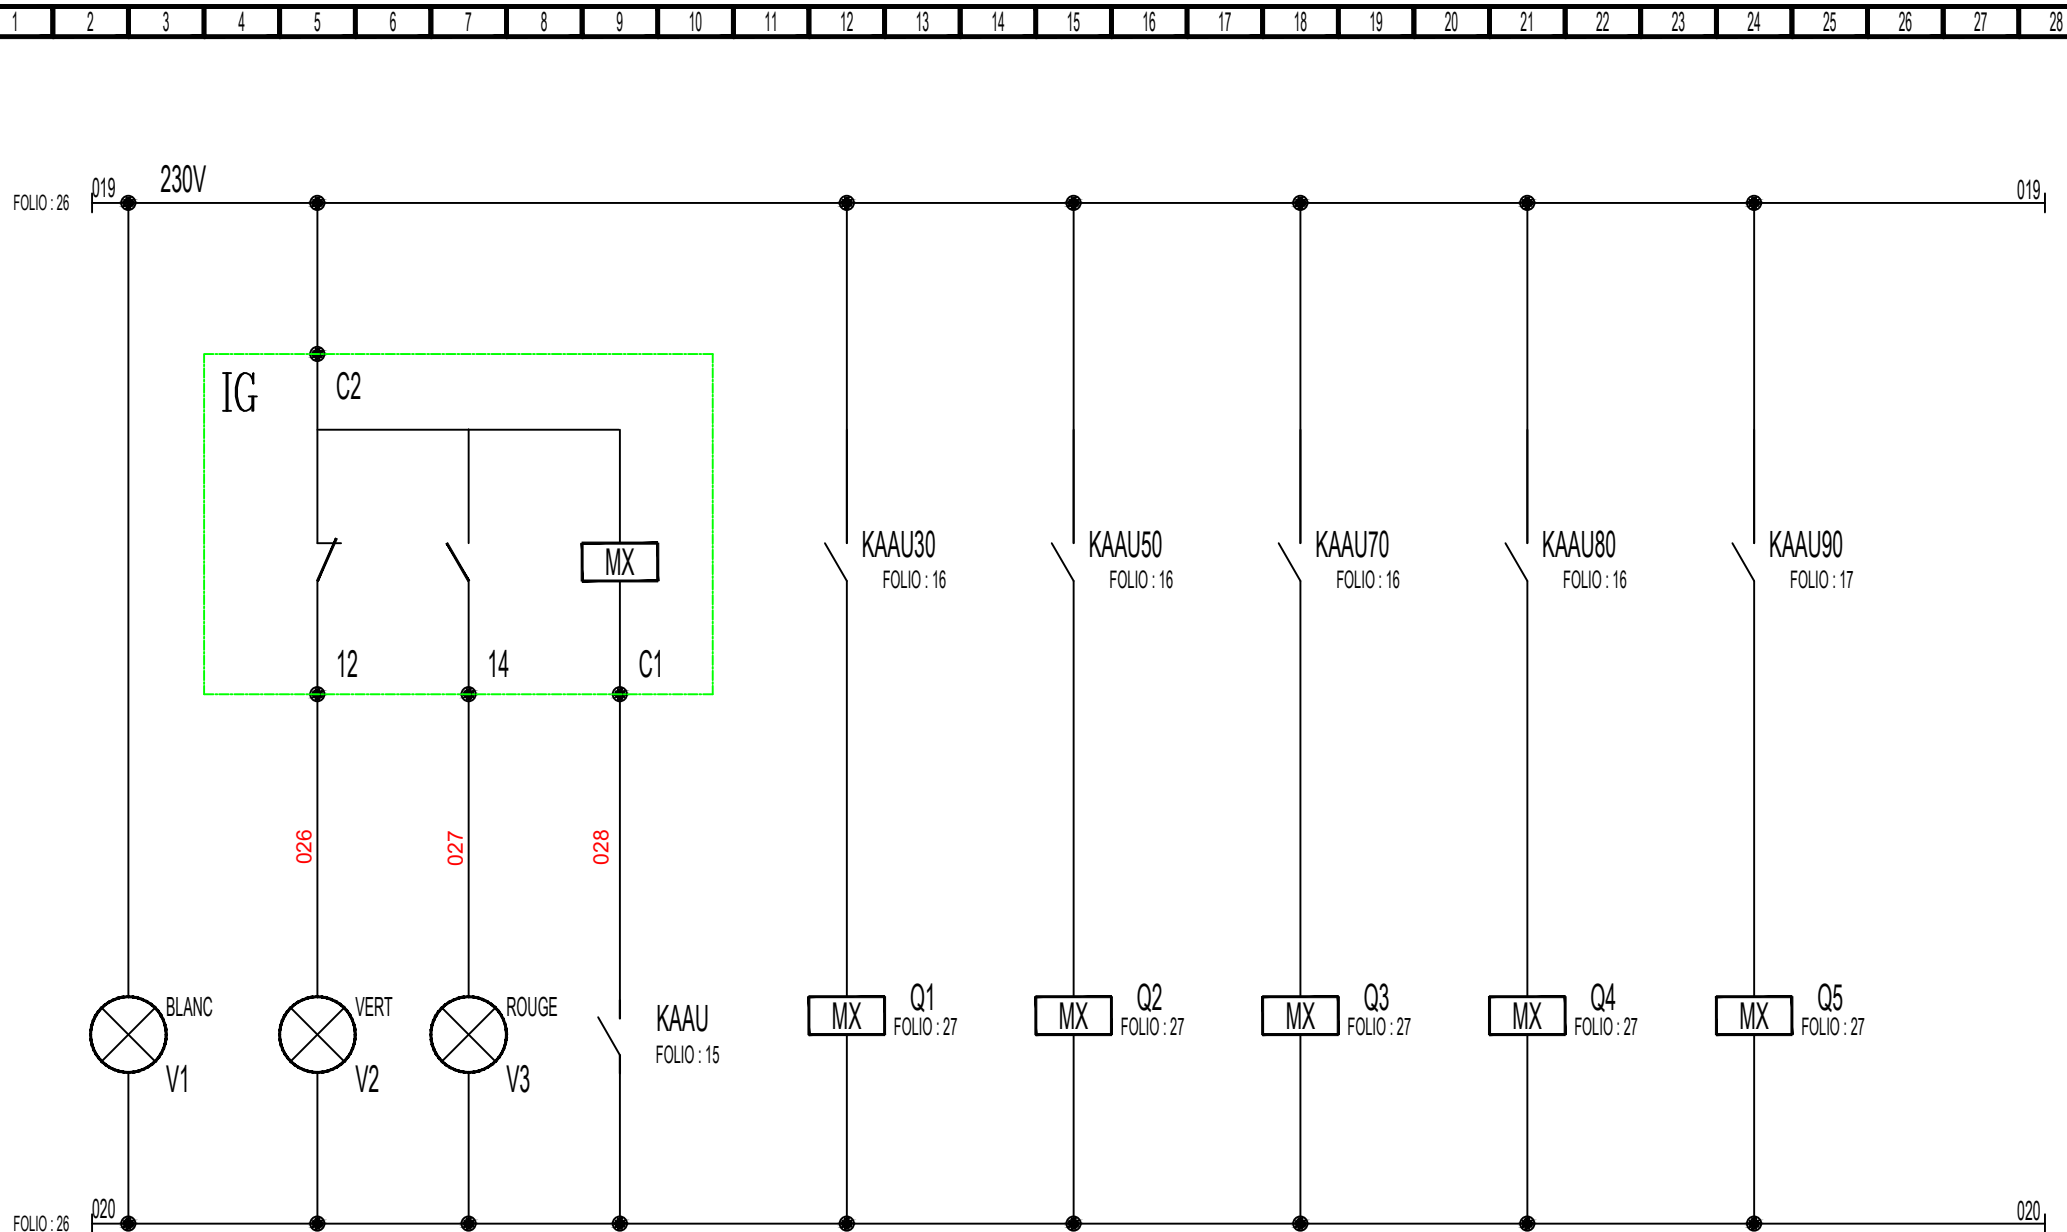 1 2 3 4 5 6 7 8 9 10 11 12 13 14 15 16 17 18 19 20 21 22 23 24 25 26 27 28
230V
FOLIO : 26 019 019
IG C2
MX
KAAU30 KAAU50 KAAU70 KAAU80 KAAU90
FOLIO : 16 FOLIO : 16 FOLIO : 16 FOLIO : 16 FOLIO : 17
12 14 C1
026 027 028
BLANC VERT ROUGE
Q1 Q2 Q3 Q4 Q5
KAAU MX MX MX MX MX
FOLIO : 27 FOLIO : 27 FOLIO : 27 FOLIO : 27 FOLIO : 27
FOLIO : 15
V1 V2 V3
FOLIO : 26 020 020